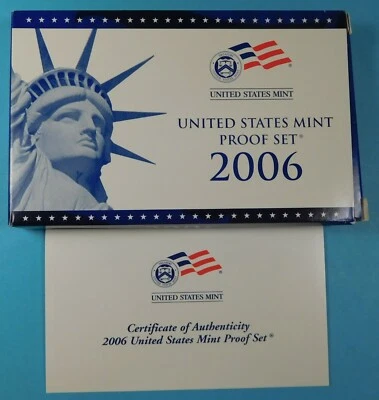 UNITED STATES MINT
UNITED STATES MINT
PROOF SET®
2006
UNITED STATES MINT
Certificate of Authenticity
2006 United States Mint Proof Set®